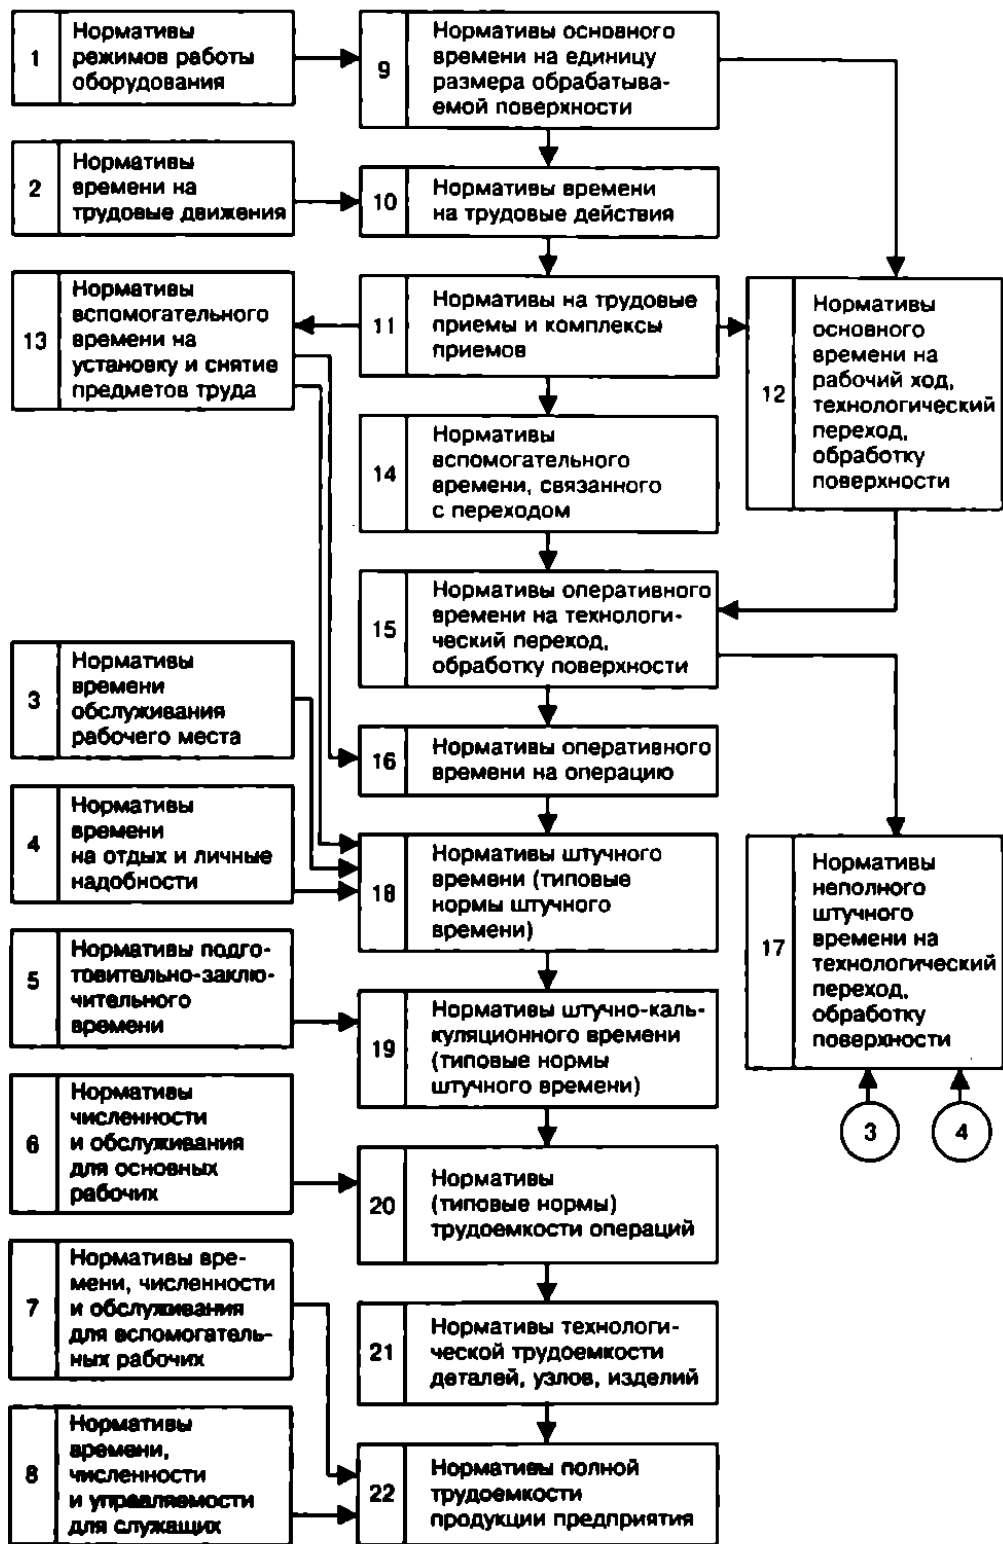 1
Нормативы
режимов работы
оборудования
9
Нормативы основного
времени на единицу
размера обрабатыва-
емой поверхности
2
Нормативы
времени на
трудовые движения
10
Нормативы времени
на трудовые действия
13
Нормативы
вспомогательного
времени на
установку и снятие
предметов труда
11
Нормативы на трудовые
приемы и комплексы
приемов
12
Нормативы
основного
времени на
рабочий ход,
технологический
переход,
обработку
поверхности
14
Нормативы
вспомогательного
времени, связанного
с переходом
15
Нормативы оперативного
времени на технологи-
ческий переход,
обработку поверхности
3
Нормативы
времени
обслуживания
рабочего места
16
Нормативы оперативного
времени на операцию
4
Нормативы
времени
на отдых и личные
надобности
18
Нормативы штучного
времени (типовые
нормы штучного
времени)
17
Нормативы
неполного
штучного
времени на
технологический
переход,
обработку
поверхности
5
Нормативы подго-
товительно-заклю-
чительного
времени
19
Нормативы штучно-каль-
куляционного времени
(типовые нормы
штучного времени)
3
4
6
Нормативы
численности
и обслуживания
для основных
рабочих
20
Нормативы
(типовые нормы)
трудоемкости операций
7
Нормативы вре-
мени, численности
и обслуживания
для вспомогатель-
ных рабочих
21
Нормативы технологи-
ческой трудоемкости
деталей, узлов, изделий
8
Нормативы
времени,
численности
и управляемости
для служащих
22
Нормативы полной
трудоемкости
продукции предприятия